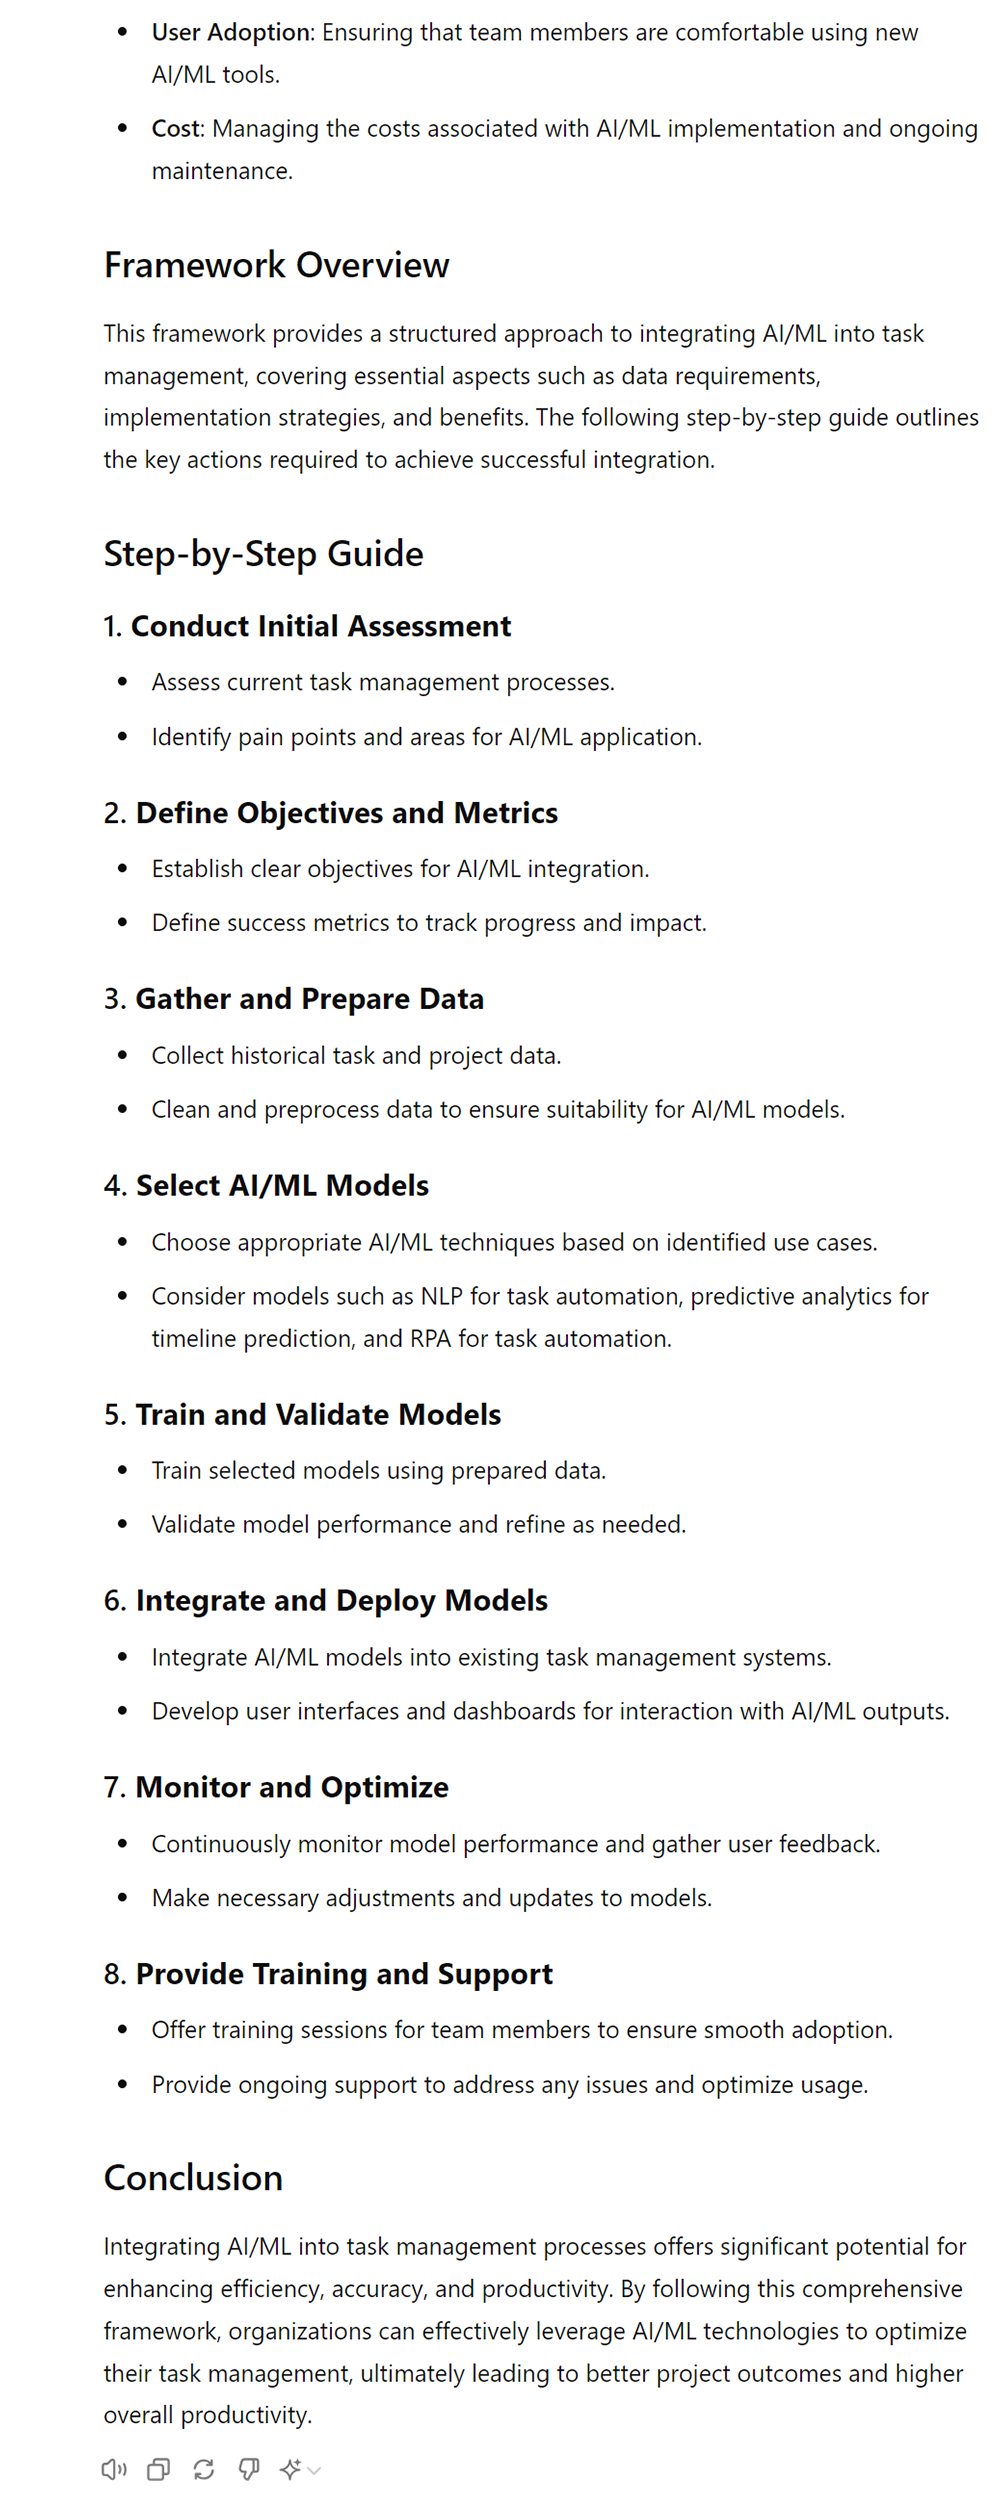 User Adoption: Ensuring that team members are comfortable using new
AI/ML tools.
Cost: Managing the costs associated with AI/ML implementation and ongoing
maintenance.
Framework Overview
This framework provides a structured approach to integrating AI/ML into task
management, covering essential aspects such as data requirements,
implementation strategies, and benefits. The following step-by-step guide outlines
the key actions required to achieve successful integration.
Step-by-Step Guide
1. Conduct Initial Assessment
Assess current task management processes.
Identify pain points and areas for AI/ML application.
2. Define Objectives and Metrics
Establish clear objectives for AI/ML integration.
Define success metrics to track progress and impact.
3. Gather and Prepare Data
Collect historical task and project data.
Clean and preprocess data to ensure suitability for AI/ML models.
4. Select AI/ML Models
Choose appropriate AI/ML techniques based on identified use cases.
Consider models such as NLP for task automation, predictive analytics for
timeline prediction, and RPA for task automation.
5. Train and Validate Models
Train selected models using prepared data.
Validate model performance and refine as needed.
6. Integrate and Deploy Models
Integrate AI/ML models into existing task management systems.
Develop user interfaces and dashboards for interaction with AI/ML outputs.
7. Monitor and Optimize
Continuously monitor model performance and gather user feedback.
Make necessary adjustments and updates to models.
8. Provide Training and Support
Offer training sessions for team members to ensure smooth adoption.
Provide ongoing support to address any issues and optimize usage.
Conclusion
Integrating AI/ML into task management processes offers significant potential for
enhancing efficiency, accuracy, and productivity. By following this comprehensive
framework, organizations can effectively leverage AI/ML technologies to optimize
their task management, ultimately leading to better project outcomes and higher
overall productivity.